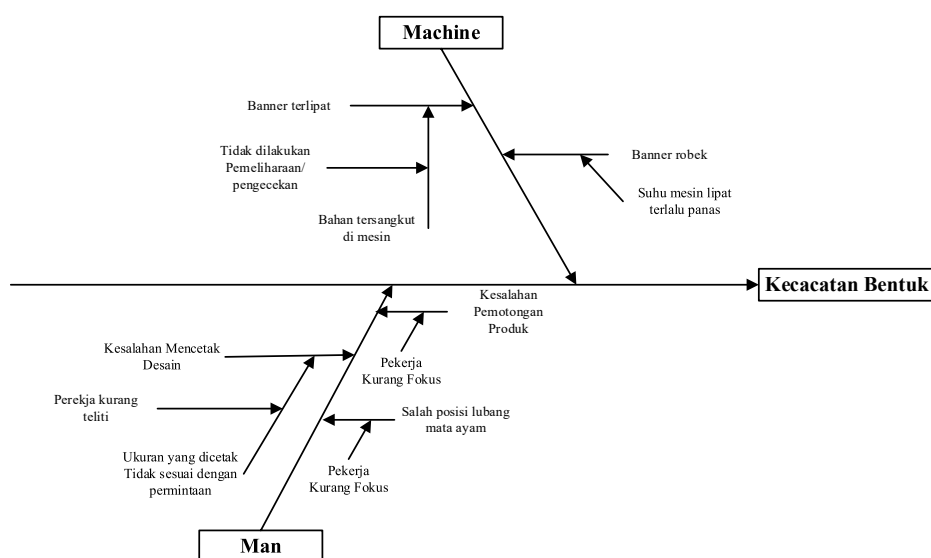 Machine
Banner terlipat
Tidak dilakukan
Pemeliharaan/
pengecekan
Bahan tersangkut
di mesin
Banner robek
Suhu mesin lipat
terlalu panas
Kecacatan Bentuk
Kesalahan
Pemotongan
Produk
Pekerja
Kurang Fokus
Kesalahan Mencetak
Desain
Perekja kurang
teliti
Ukuran yang dicetak
Tidak sesuai dengan
permintaan
Salah posisi lubang
mata ayam
Pekerja
Kurang Fokus
Man